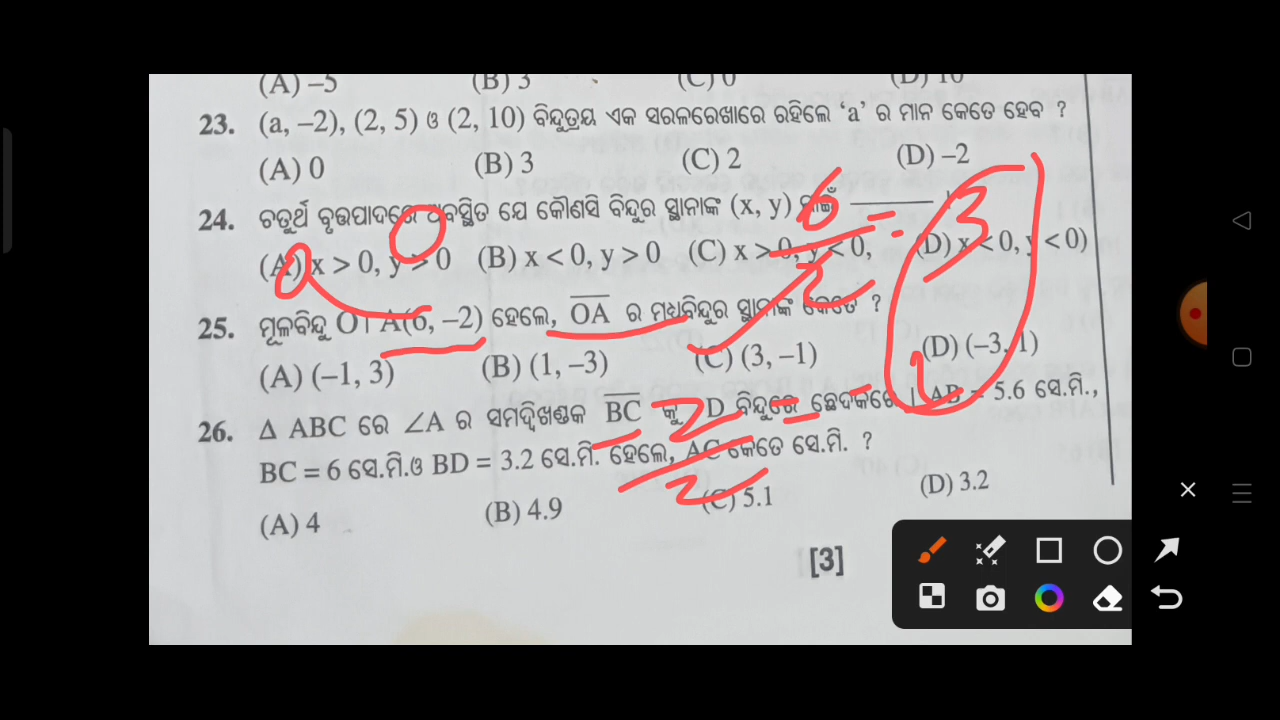 (A) –5 (B) 3 (C) 0 (D) 10
23. (a, –2), (2, 5) ଓ (2, 10) ବିନ୍ଦୁତ୍ରୟ ଏକ ସରଳରେଖାରେ ରହିଲେ ‘a’ ର ମାନ କେତେ ହେବ ?
(A) 0 (B) 3 (C) 2 (D) –2
24. ଚତୁର୍ଥ ବୃତ୍ତପାଦରେ ଅବସ୍ଥିତ ଯେ କୌଣସି ବିନ୍ଦୁର ସ୍ଥାନାଙ୍କ (x, y) ପାଇଁ ______ ।
(A) x > 0, y > 0 (B) x < 0, y > 0 (C) x > 0, y < 0, (D) x < 0, y < 0)
25. ମୂଳବିନ୍ଦୁ O । A(6, –2) ହେଲେ, OA ର ମଧ୍ୟବିନ୍ଦୁର ସ୍ଥାନାଙ୍କ କେତେ ?
(A) (–1, 3) (B) (1, –3) (C) (3, –1) (D) (–3, 1)
26. Δ ABC ରେ ∠A ର ସମଦ୍ବିଖଣ୍ଡକ BC କୁ D ବିନ୍ଦୁରେ ଛେଦକରେ । AB = 5.6 ସେ.ମି.,
BC = 6 ସେ.ମି.ଓ BD = 3.2 ସେ.ମି. ହେଲେ, AC କେତେ ସେ.ମି. ?
(A) 4 (B) 4.9 (C) 5.1 (D) 3.2
[3]